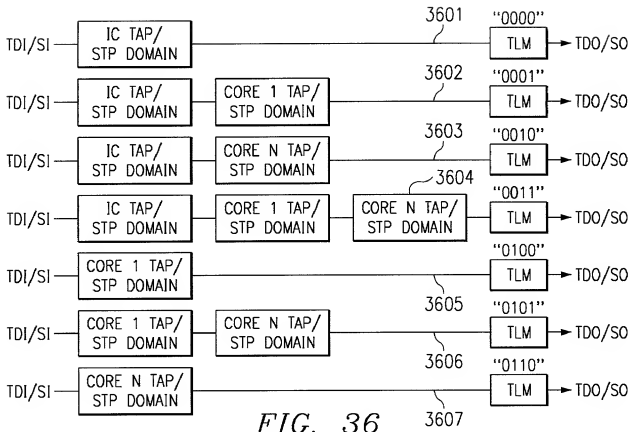 3601 "0000"
TDI/SI IC TAP/ STP DOMAIN TLM TDO/SO
3602 "0001"
TDI/SI IC TAP/ STP DOMAIN CORE 1 TAP/ STP DOMAIN TLM TDO/SO
3603 "0010"
TDI/SI IC TAP/ STP DOMAIN CORE N TAP/ STP DOMAIN TLM TDO/SO
3604 "0011"
TDI/SI IC TAP/ STP DOMAIN CORE 1 TAP/ STP DOMAIN CORE N TAP/ STP DOMAIN TLM TDO/SO
"0100"
TDI/SI CORE 1 TAP/ STP DOMAIN TLM TDO/SO
3605 "0101"
TDI/SI CORE 1 TAP/ STP DOMAIN CORE N TAP/ STP DOMAIN TLM TDO/SO
3606 "0110"
TDI/SI CORE N TAP/ STP DOMAIN TLM TDO/SO
3607
FIG. 36